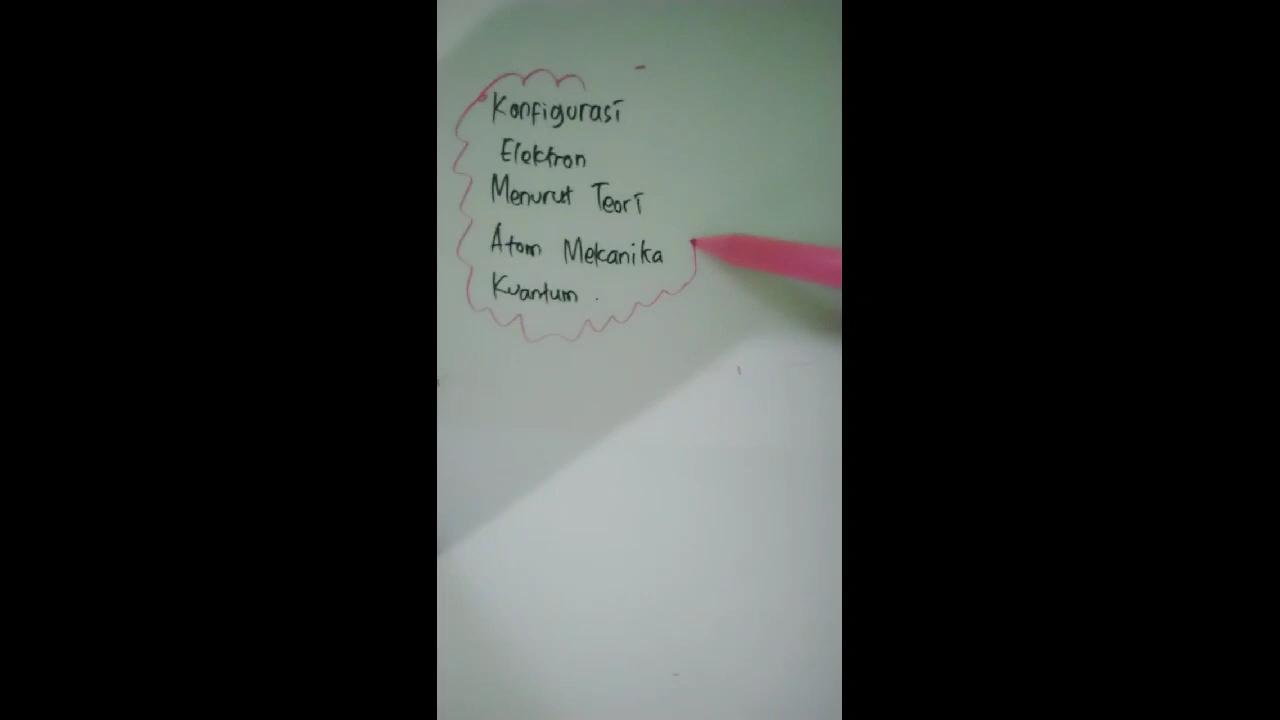 Konfigurasi
Elektron
Menurut Teori
Atom Mekanika
Kuantum.